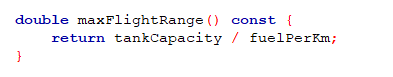 double maxFlightRange() const {
    return tankCapacity / fuelPerKm;
}